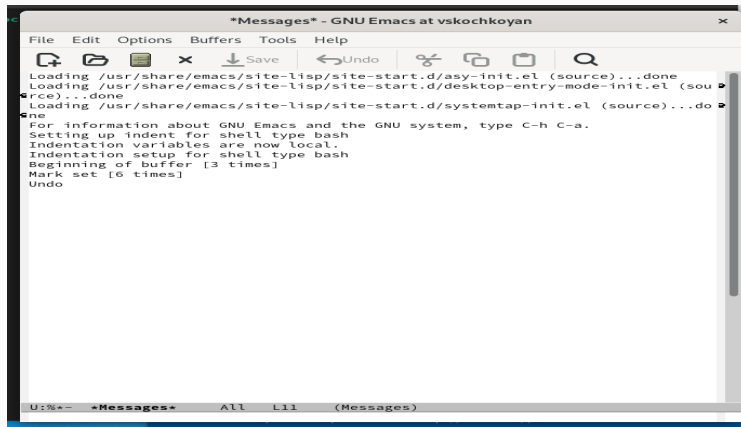 *Messages* - GNU Emacs at vskochkoyan
File Edit Options Buffers Tools Help
Save Undo
Loading /usr/share/emacs/site-lisp/site-start.d/asy-init.el (source)...done
Loading /usr/share/emacs/site-lisp/site-start.d/desktop-entry-mode-init.el (sou
rce)...done
Loading /usr/share/emacs/site-lisp/site-start.d/systemtap-init.el (source)...do
ne
For information about GNU Emacs and the GNU system, type C-h C-a.
Setting up indent for shell type bash
Indentation variables are now local.
Indentation setup for shell type bash
Beginning of buffer [3 times]
Mark set [6 times]
Undo
U:%*- *Messages* All L11 (Messages)